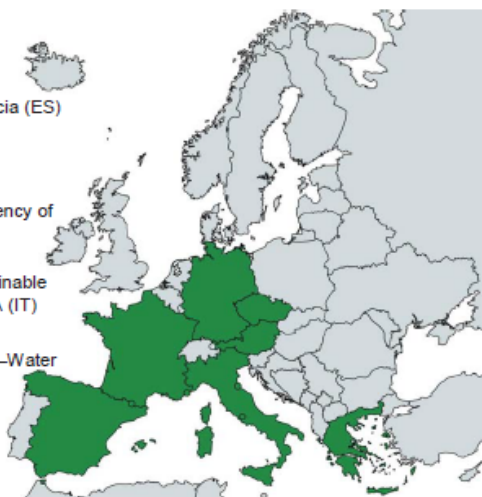 cia (ES)
ency of
inable
(IT)
–Water